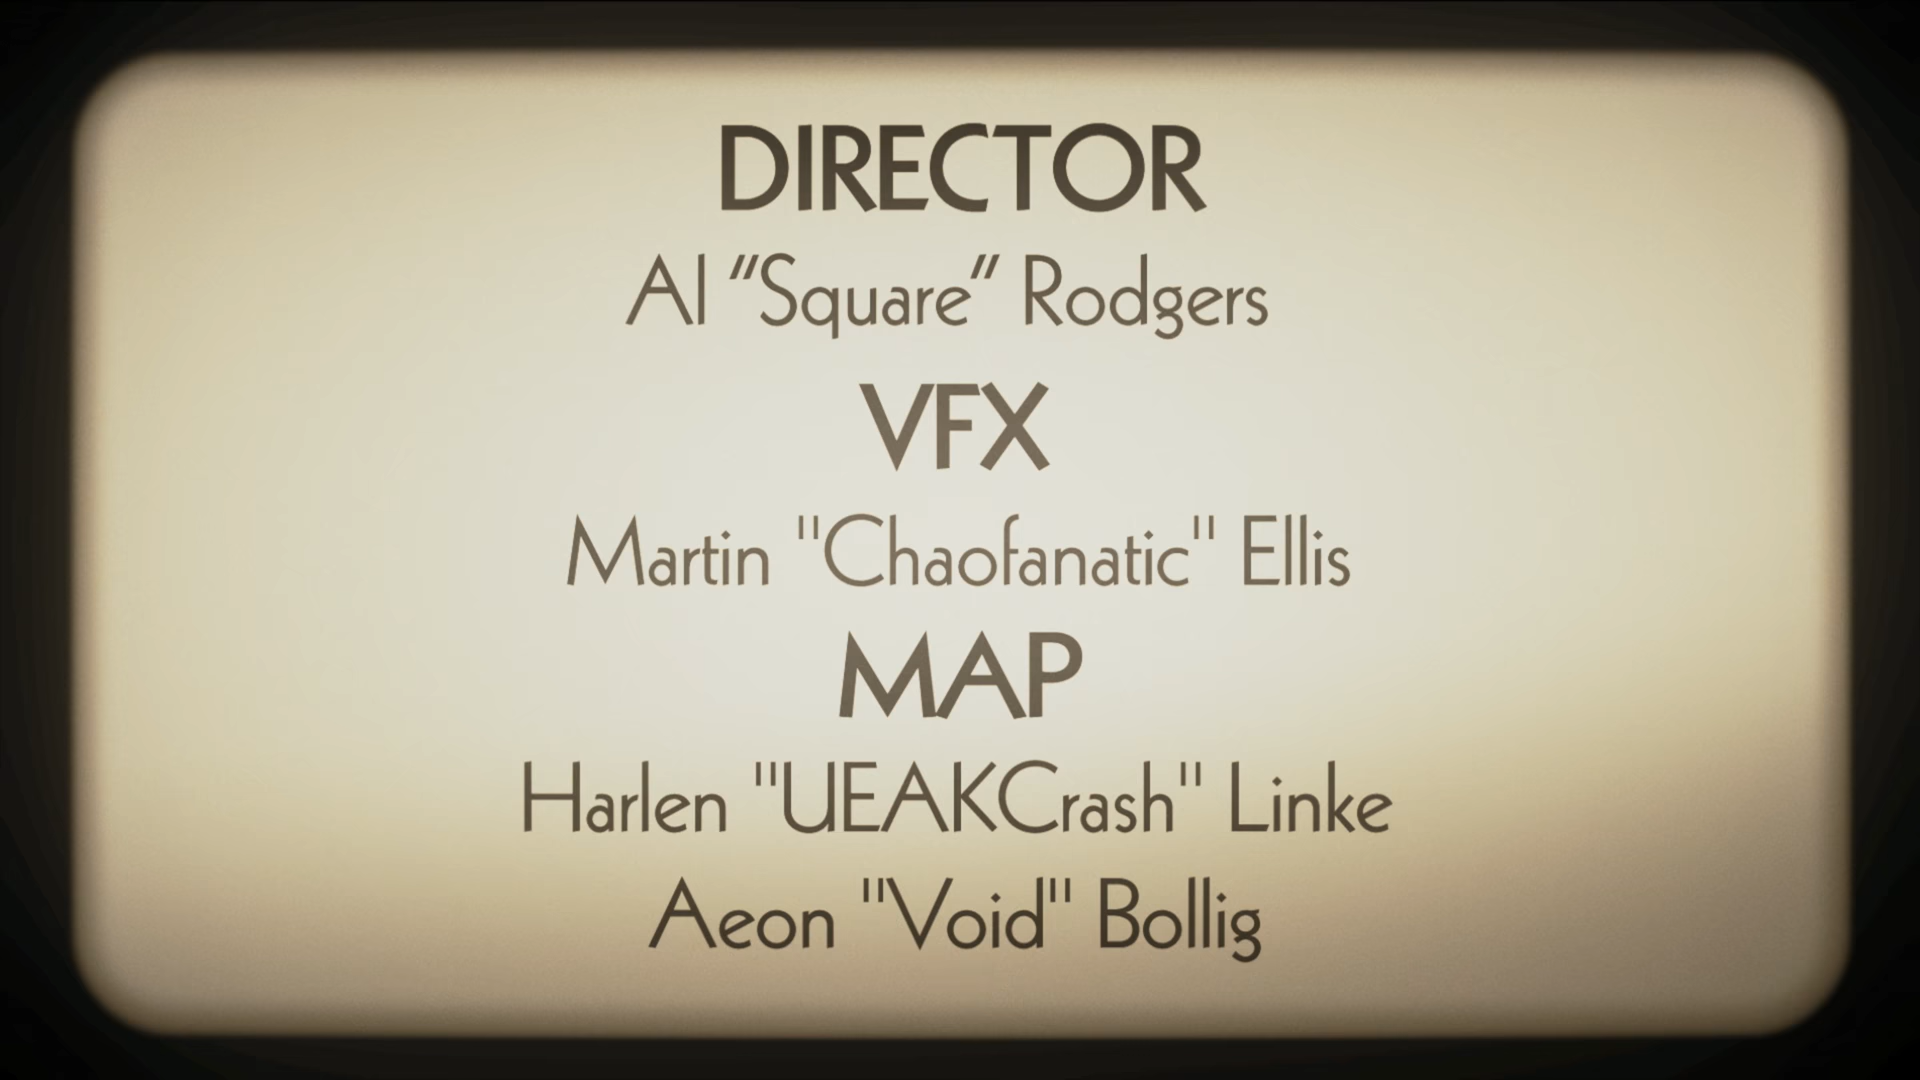 DIRECTOR
Al “Square” Rodgers
VFX
Martin "Chaofanatic" Ellis
MAP
Harlen "UEAKCrash" Linke
Aeon "Void" Bollig